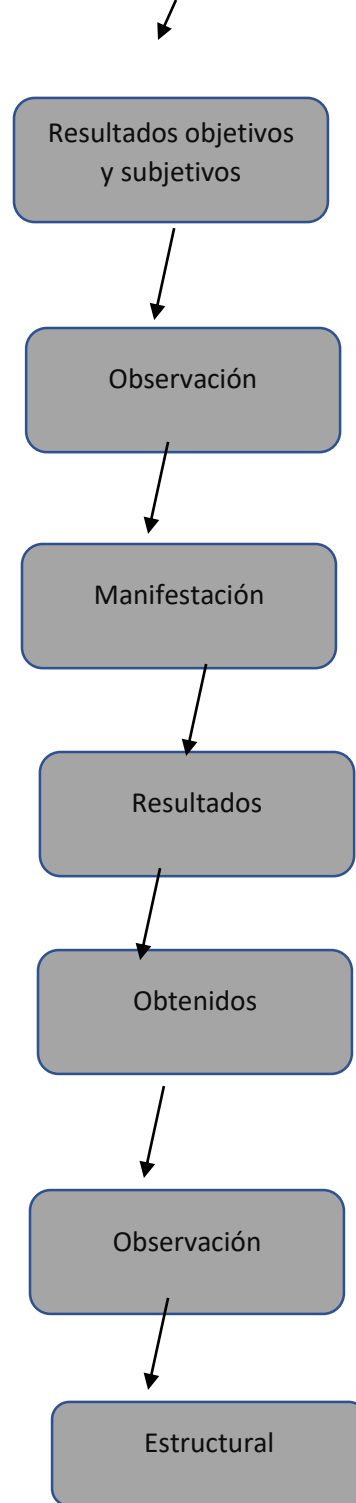 Resultados objetivos
y subjetivos
Observación
Manifestación
Resultados
Obtenidos
Observación
Estructural